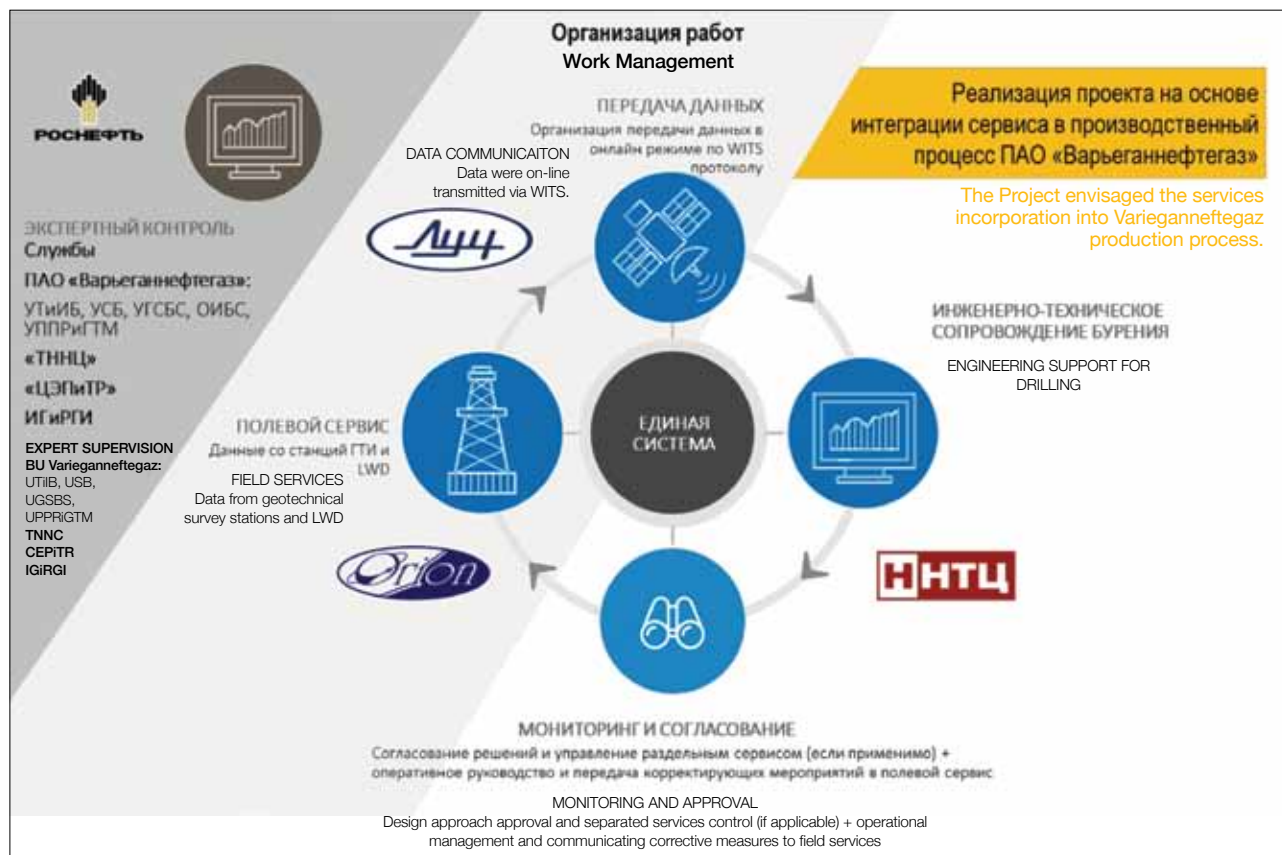 Организация работ
Work Management
РОСНЕФТЬ
ЭКСПЕРТНЫЙ КОНТРОЛЬ
Службы
ПАО «Варьеганнефтегаз»:
УТиИБ, УСБ, УГСБС, ОИБС,
УППРиГТМ
«ТННЦ»
«ЦЭПиТР»
ИГиРГИ
EXPERT SUPERVISION
BU Varieganneftegaz:
UTiIB, USB,
UGSBS,
UPPRiGTM
TNNC
CEPiTR
IGiRGI
ПЕРЕДАЧА ДАННЫХ
Организация передачи данных в
онлайн режиме по WITS
протоколу
DATA COMMUNICAITON
Data were on-line
transmitted via WITS.
Луч
Реализация проекта на основе
интеграции сервиса в производственный
процесс ПАО «Варьеганнефтегаз»
The Project envisaged the services
incorporation into Varieganneftegaz
production process.
ИНЖЕНЕРНО-ТЕХНИЧЕСКОЕ
СОПРОВОЖДЕНИЕ БУРЕНИЯ
ENGINEERING SUPPORT FOR
DRILLING
ЕДИНАЯ
СИСТЕМА
ПОЛЕВОЙ СЕРВИС
Данные со станций ГТИ и
LWD
FIELD SERVICES
Data from geotechnical
survey stations and LWD
Orion
ННТЦ
МОНИТОРИНГ И СОГЛАСОВАНИЕ
Согласование решений и управление раздельным сервисом (если применимо) +
оперативное руководство и передача корректирующих мероприятий в полевой сервис
MONITORING AND APPROVAL
Design approach approval and separated services control (if applicable) + operational
management and communicating corrective measures to field services